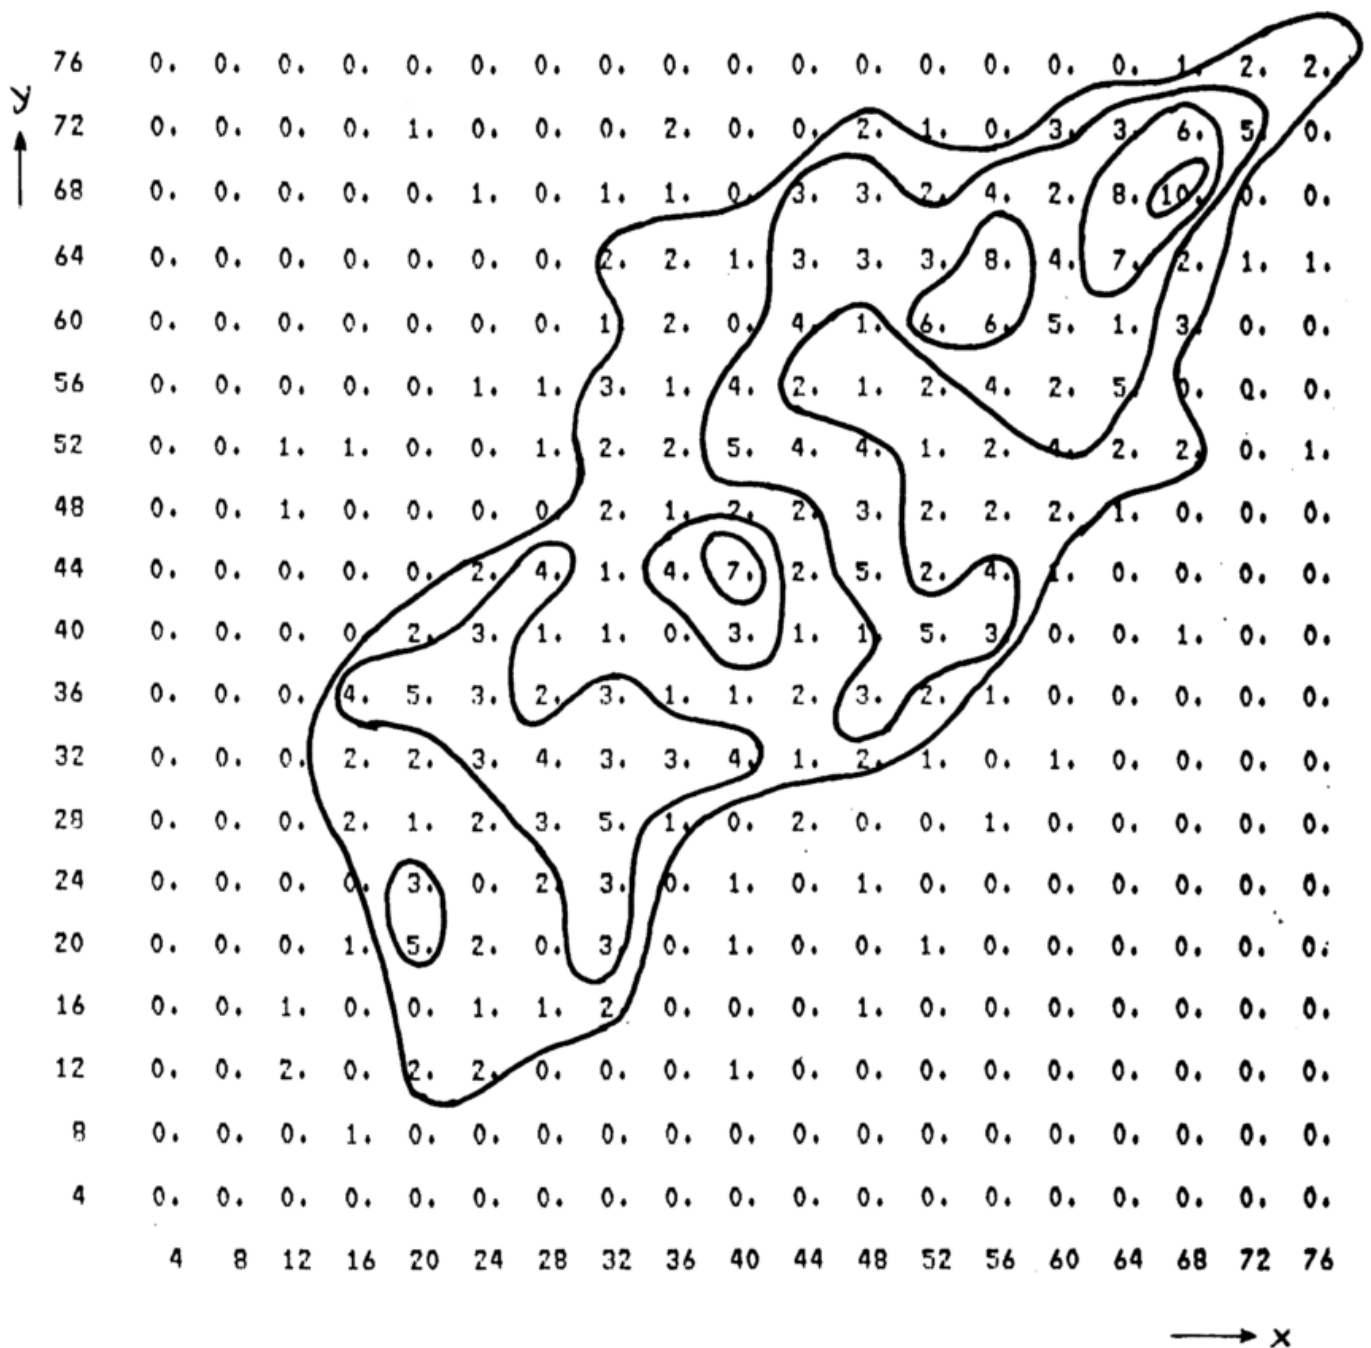 76 0. 0. 0. 0. 0. 0. 0. 0. 0. 0. 0. 0. 0. 0. 0. 0. 1. 2. 2.
y
72 0. 0. 0. 0. 1. 0. 0. 0. 2. 0. 0. 2. 1. 0. 3. 3. 6. 5. 0.
68 0. 0. 0. 0. 0. 1. 0. 1. 1. 0. 3. 3. 2. 4. 2. 8. 10. 0. 0.
64 0. 0. 0. 0. 0. 0. 0. 2. 2. 1. 3. 3. 3. 8. 4. 7. 2. 1. 1.
60 0. 0. 0. 0. 0. 0. 0. 1. 2. 0. 4. 1. 6. 6. 5. 1. 3. 0. 0.
56 0. 0. 0. 0. 0. 1. 1. 3. 1. 4. 2. 1. 2. 4. 2. 5. 0. 0. 0.
52 0. 0. 1. 1. 0. 0. 1. 2. 2. 5. 4. 4. 1. 2. 4. 2. 2. 0. 1.
48 0. 0. 1. 0. 0. 0. 0. 2. 1. 2. 2. 3. 2. 2. 2. 1. 0. 0. 0.
44 0. 0. 0. 0. 0. 2. 4. 1. 4. 7. 2. 5. 2. 4. 1. 0. 0. 0. 0.
40 0. 0. 0. 0. 2. 3. 1. 1. 0. 3. 1. 1. 5. 3. 0. 0. 1. 0. 0.
36 0. 0. 0. 4. 5. 3. 2. 3. 1. 1. 2. 3. 2. 1. 0. 0. 0. 0. 0.
32 0. 0. 0. 2. 2. 3. 4. 3. 3. 4. 1. 2. 1. 0. 1. 0. 0. 0. 0.
28 0. 0. 0. 2. 1. 2. 3. 5. 1. 0. 2. 0. 0. 1. 0. 0. 0. 0. 0.
24 0. 0. 0. 0. 3. 0. 2. 3. 0. 1. 0. 1. 0. 0. 0. 0. 0. 0. 0.
20 0. 0. 0. 1. 5. 2. 0. 3. 0. 1. 0. 0. 1. 0. 0. 0. 0. 0. 0.
16 0. 0. 1. 0. 0. 1. 1. 2. 0. 0. 0. 1. 0. 0. 0. 0. 0. 0. 0.
12 0. 0. 2. 0. 2. 2. 0. 0. 0. 1. 0. 0. 0. 0. 0. 0. 0. 0. 0.
8 0. 0. 0. 1. 0. 0. 0. 0. 0. 0. 0. 0. 0. 0. 0. 0. 0. 0. 0.
4 0. 0. 0. 0. 0. 0. 0. 0. 0. 0. 0. 0. 0. 0. 0. 0. 0. 0. 0.
4 8 12 16 20 24 28 32 36 40 44 48 52 56 60 64 68 72 76
x